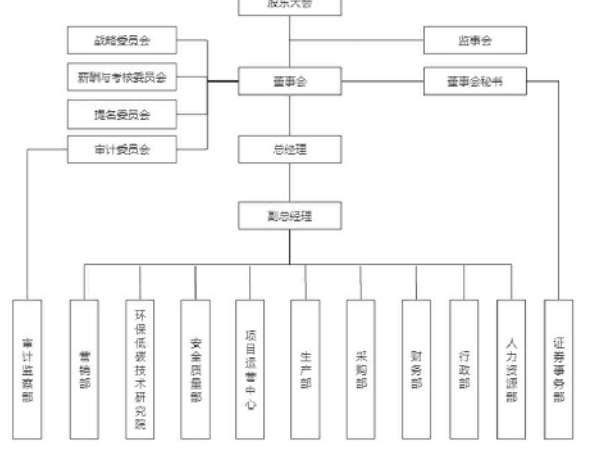 股东大会
战略委员会
监事会
薪酬与考核委员会
董事会
董事会秘书
提名委员会
审计委员会
总经理
副总经理
审计监察部
营销部
环保低碳技术研究院
安全质量部
项目运营中心
生产部
采购部
财务部
行政部
人力资源部
证券事务部